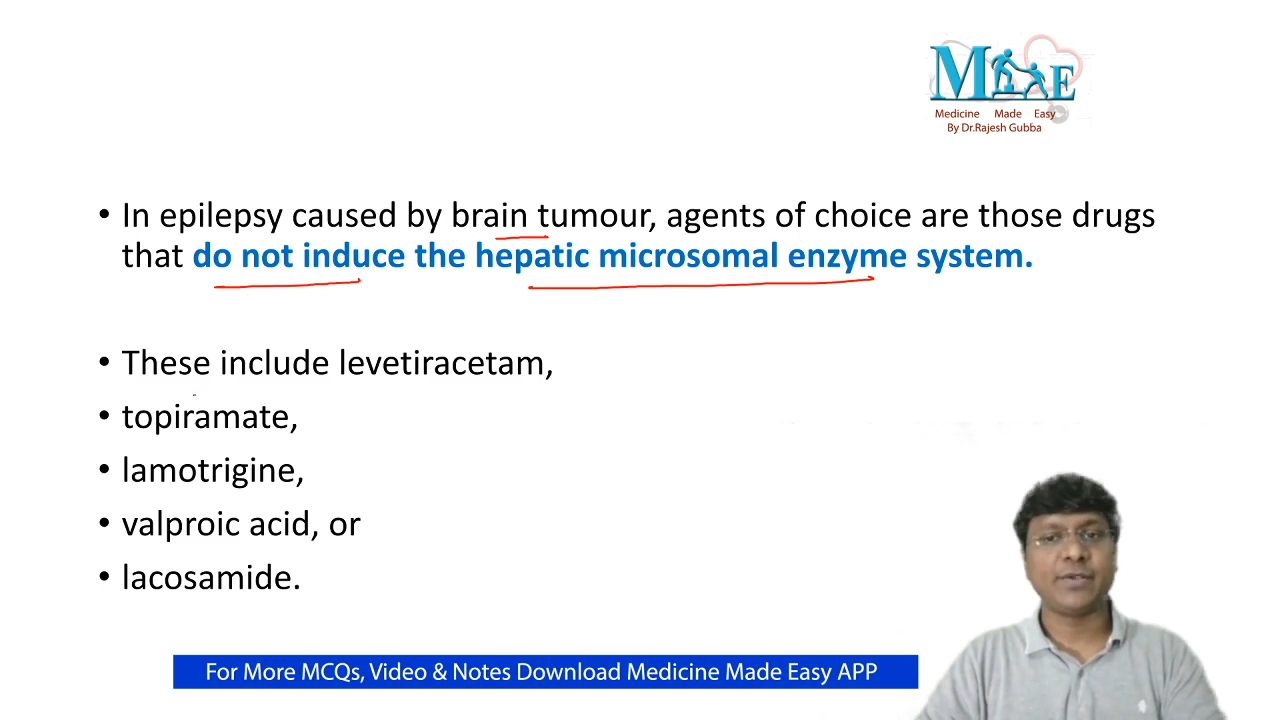 M E
Medicine Made Easy
By Dr.Rajesh Gubba
• In epilepsy caused by brain tumour, agents of choice are those drugs
that do not induce the hepatic microsomal enzyme system.
• These include levetiracetam,
• topiramate,
• lamotrigine,
• valproic acid, or
• lacosamide.
For More MCQs, Video & Notes Download Medicine Made Easy APP